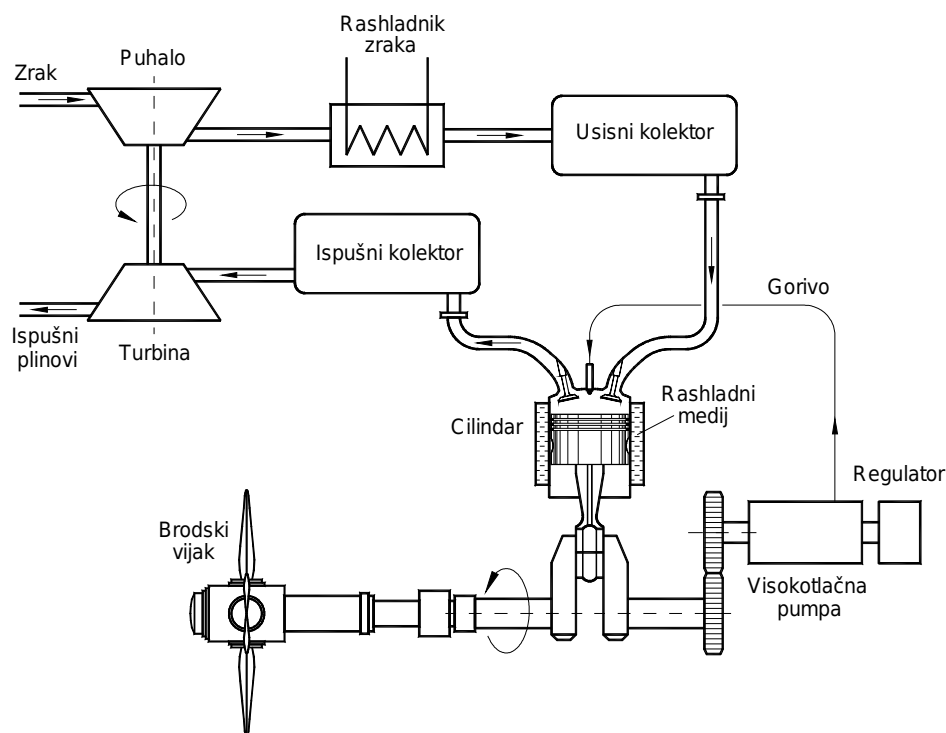 Rashladnik
zraka
Puhalo
Zrak
Usisni kolektor
Ispušni kolektor
Gorivo
Ispušni
plinovi
Turbina
Rashladni
medij
Cilindar
Regulator
Brodski
vijak
Visokotlačna
pumpa